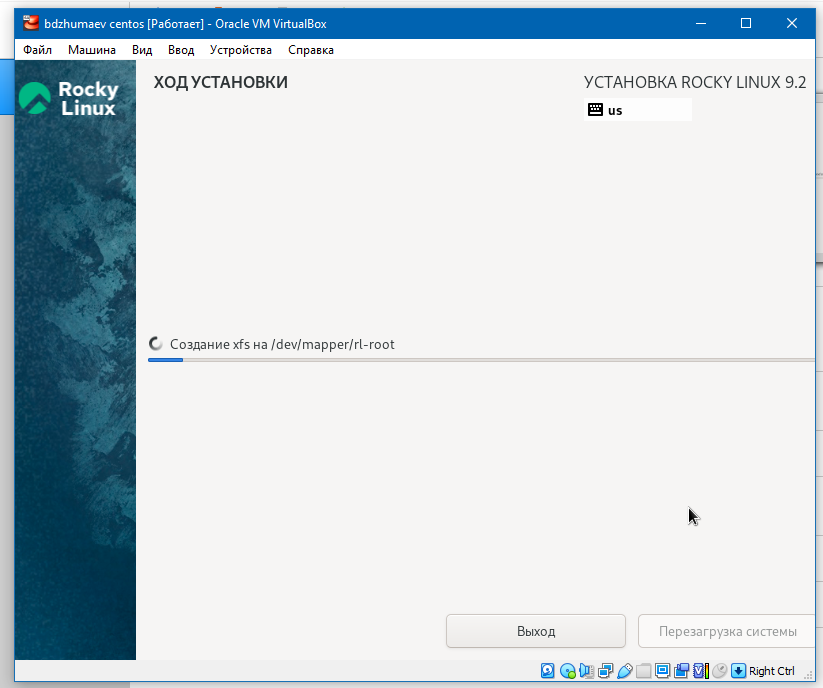 bdzhumaev centos [Работает] - Oracle VM VirtualBox
Файл Машина Вид Ввод Устройства Справка
Rocky
Linux
ХОД УСТАНОВКИ
УСТАНОВКА ROCKY LINUX 9.2
us
Создание xfs на /dev/mapper/rl-root
Выход
Перезагрузка системы
Right Ctrl